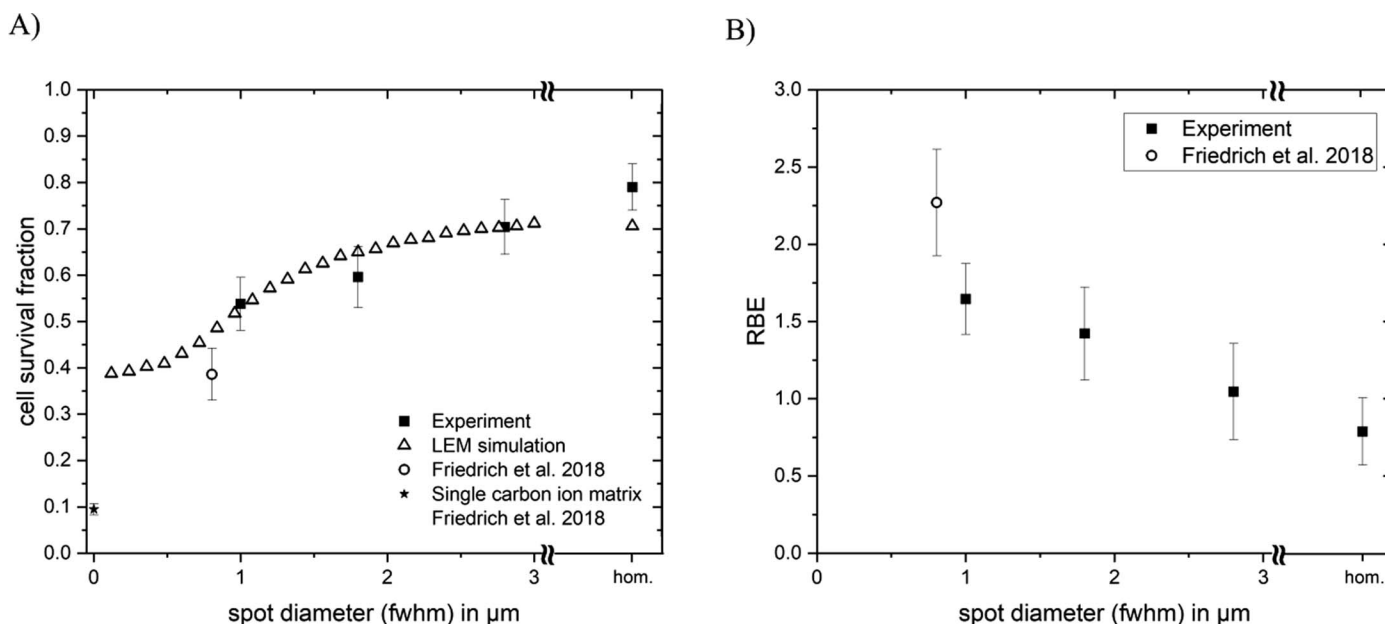 A)
1.0
0.9
0.8
0.7
0.6
0.5
0.4
0.3
0.2
0.1
0.0
cell survival fraction
Experiment
LEM simulation
Friedrich et al. 2018
Single carbon ion matrix
Friedrich et al. 2018
0 1 2 3 hom.
spot diameter (fwhm) in µm
B)
3.0
2.5
2.0
1.5
1.0
0.5
0.0
RBE
Experiment
Friedrich et al. 2018
0 1 2 3 hom.
spot diameter (fwhm) in µm